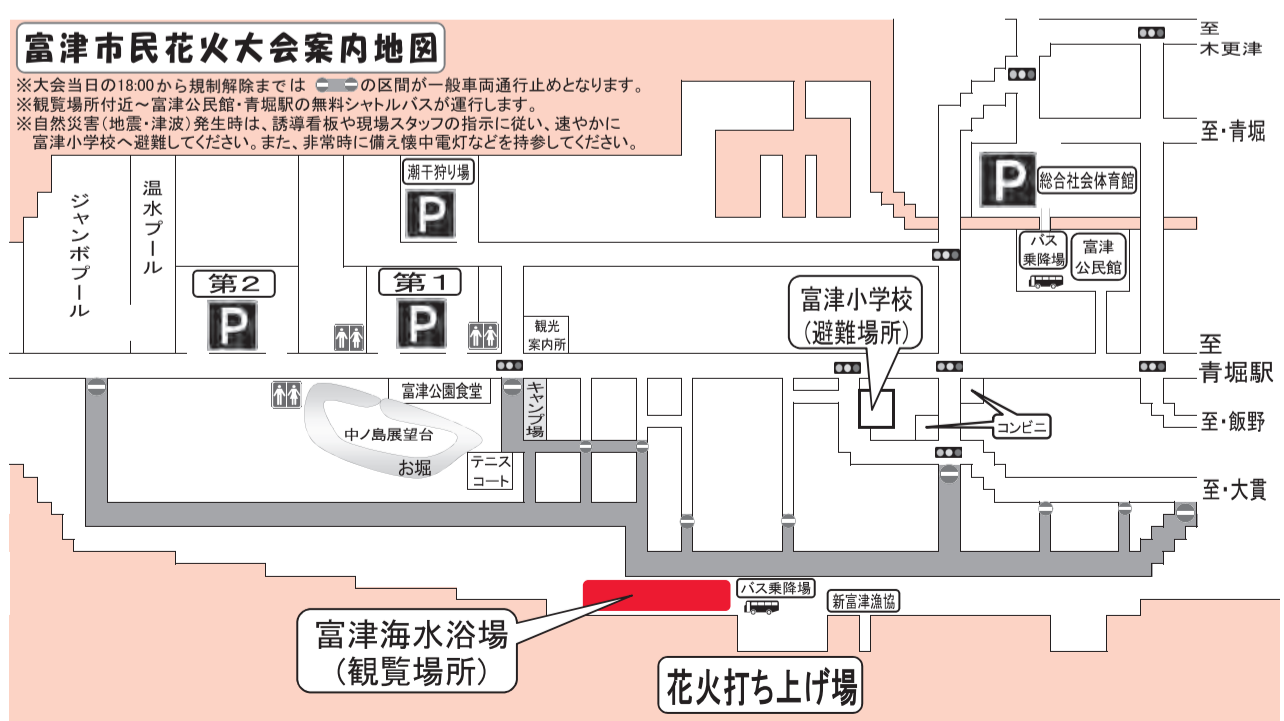 富津市民花火大会案内地図
※大会当日の18:00から規制解除までは の区間が一般車両通行止めとなります。
※観覧場所付近～富津公民館・青堀駅の無料シャトルバスが運行します。
※自然災害(地震・津波)発生時は、誘導看板や現場スタッフの指示に従い、速やかに
富津小学校へ避難してください。また、非常時に備え懐中電灯などを持参してください。
至
木更津
至・青堀
潮干狩り場
P
P
総合社会体育館
ジャンボプール
温水プール
バス
乗降場
富津
公民館
第2
P
第1
P
観光
案内所
富津小学校
(避難場所)
至
青堀駅
富津公園食堂
キャンプ場
中ノ島展望台
お堀
テニス
コート
コンビニ
至・飯野
至・大貫
バス乗降場
新富津漁協
富津海水浴場
(観覧場所)
花火打ち上げ場